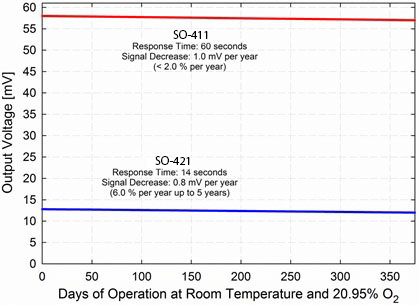 60
55
50
45
40
35
30
25
20
15
10
5
0
Output Voltage [mV]
SO-411
Response Time: 60 seconds
Signal Decrease: 1.0 mV per year
(< 2.0 % per year)
SO-421
Response Time: 14 seconds
Signal Decrease: 0.8 mV per year
(6.0 % per year up to 5 years)
0 50 100 150 200 250 300 350
Days of Operation at Room Temperature and 20.95% O₂